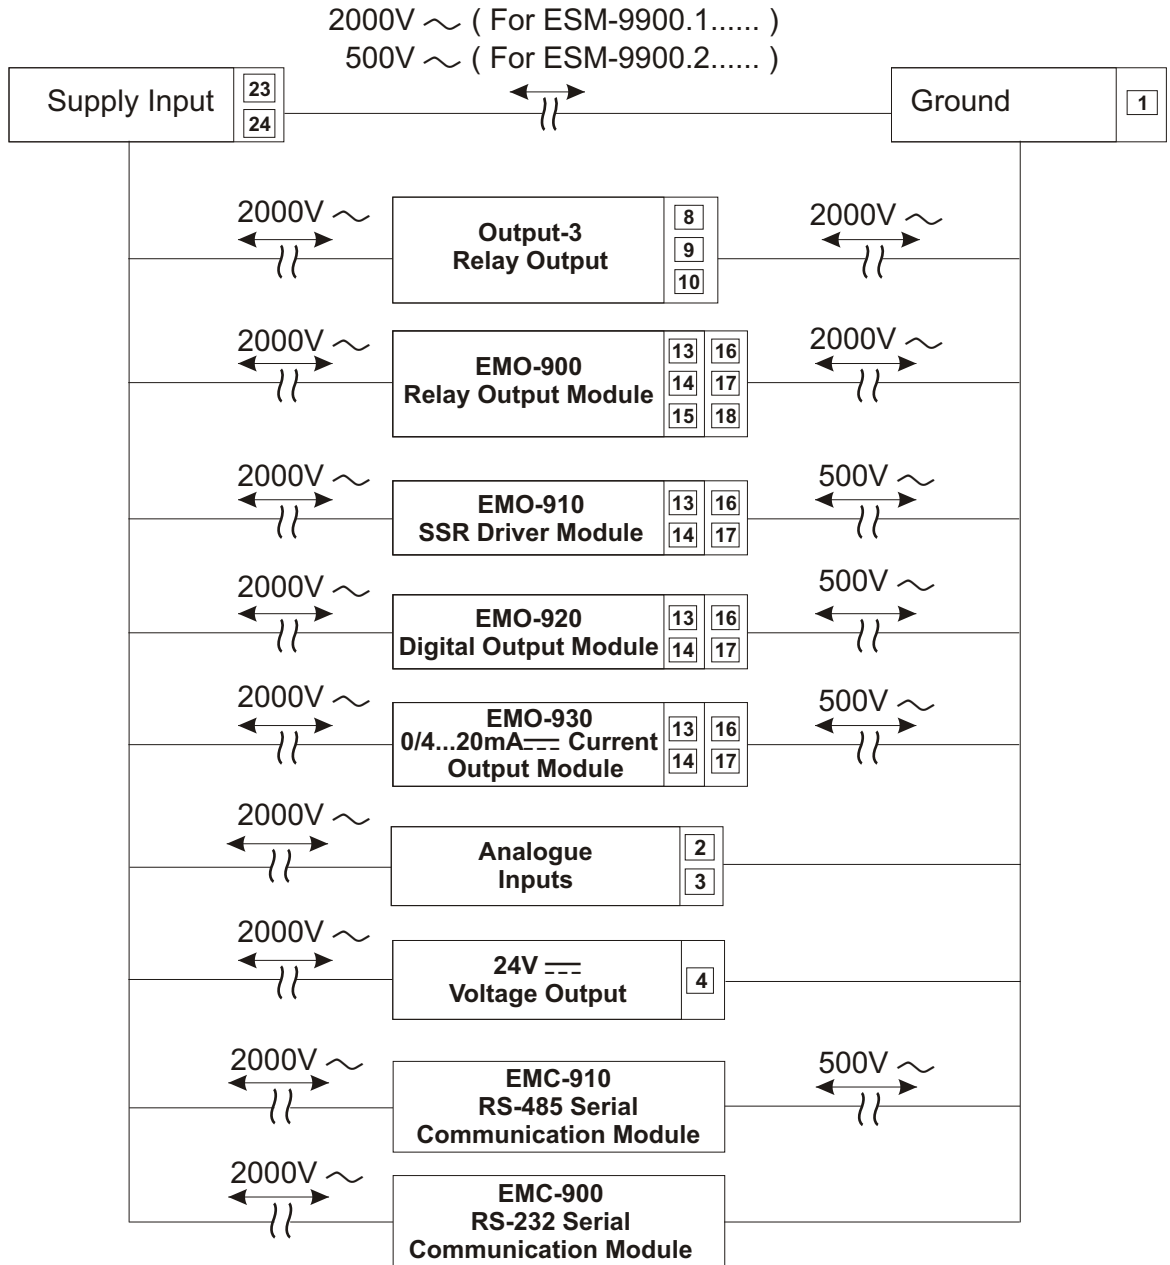 2000V ~ ( For ESM-9900.1...... )
500V ~ ( For ESM-9900.2...... )
Supply Input
23
24
Ground
1
2000V ~
Output-3
Relay Output
8
9
10
2000V ~
2000V ~
EMO-900
Relay Output Module
13 16
14 17
15 18
2000V ~
2000V ~
EMO-910
SSR Driver Module
13 16
14 17
500V ~
2000V ~
EMO-920
Digital Output Module
13 16
14 17
500V ~
2000V ~
EMO-930
0/4...20mA⎓ Current
Output Module
13 16
14 17
500V ~
2000V ~
Analogue
Inputs
2
3
2000V ~
24V ⎓
Voltage Output
4
2000V ~
EMC-910
RS-485 Serial
Communication Module
500V ~
2000V ~
EMC-900
RS-232 Serial
Communication Module